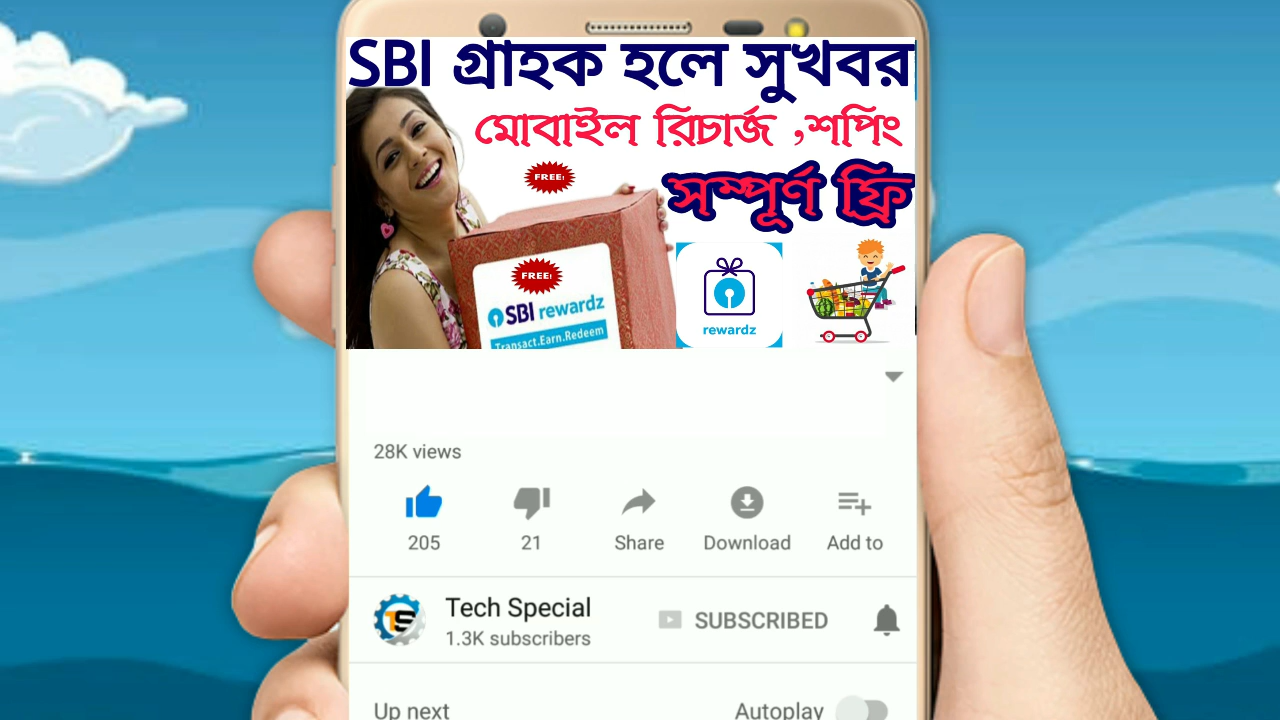 SBI গ্রাহক হলে সুখবর
মোবাইল রিচার্জ ,শপিং
FREE!
সম্পূর্ণ ফ্রি
FREE!
SBI rewardz
Transact.Earn.Redeem
rewardz
28K views
205
21
Share
Download
Add to
TS
Tech Special
SUBSCRIBED
1.3K subscribers
Up next
Autoplay